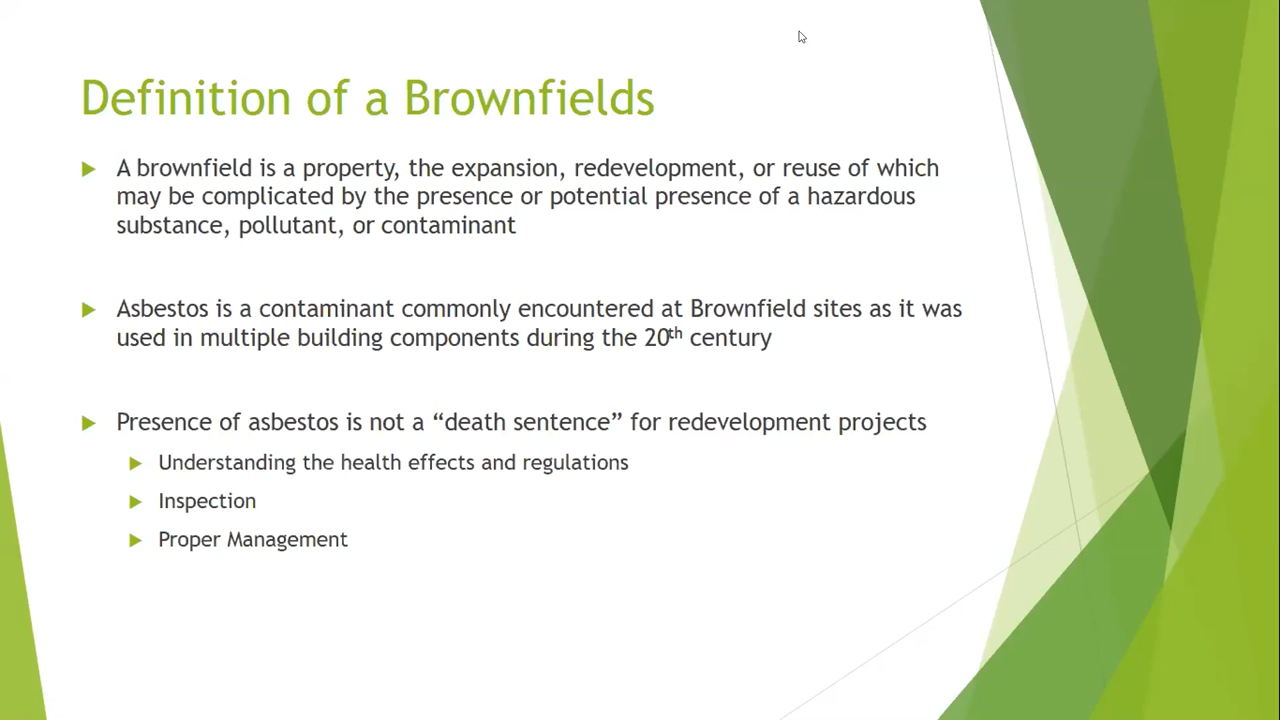 Definition of a Brownfields
A brownfield is a property, the expansion, redevelopment, or reuse of which
may be complicated by the presence or potential presence of a hazardous
substance, pollutant, or contaminant
Asbestos is a contaminant commonly encountered at Brownfield sites as it was
used in multiple building components during the 20th century
Presence of asbestos is not a “death sentence” for redevelopment projects
Understanding the health effects and regulations
Inspection
Proper Management